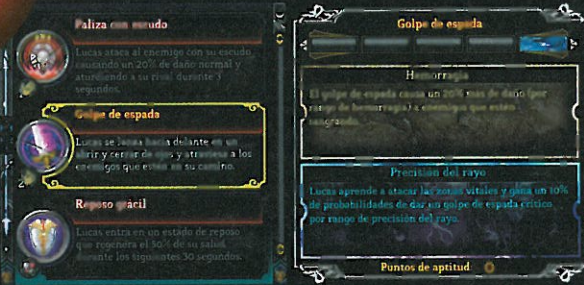 Paliza con escudo
Lucas ataca al enemigo con su escudo,
causando un 20% de daño normal y
aturdiendo a su rival durante 3
segundos.
Golpe de espada
Lucas se lanza hacia delante en un
abrir y cerrar de ojos y atraviesa a los
enemigos que estén en su camino.
2
Reposo grácil
Lucas entra en un estado de reposo
que regenera el 30% de su salud
durante los siguientes 30 segundos.
Golpe de espada
Hemorragia
El golpe de espada causa un 20% más de daño (por
rango de hemorragia) a enemigos que estén
sangrando.
Precisión del rayo
Lucas aprende a atacar las zonas vitales y gana un 10%
de probabilidades de dar un golpe de espada crítico
por rango de precisión del rayo.
Puntos de aptitud: 0